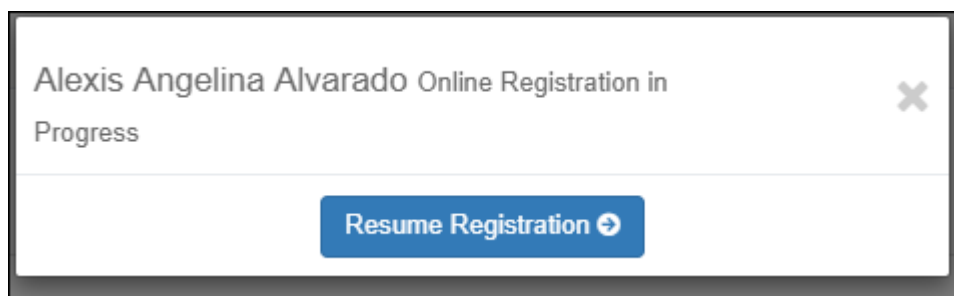 Alexis Angelina Alvarado Online Registration in
Progress
Resume Registration